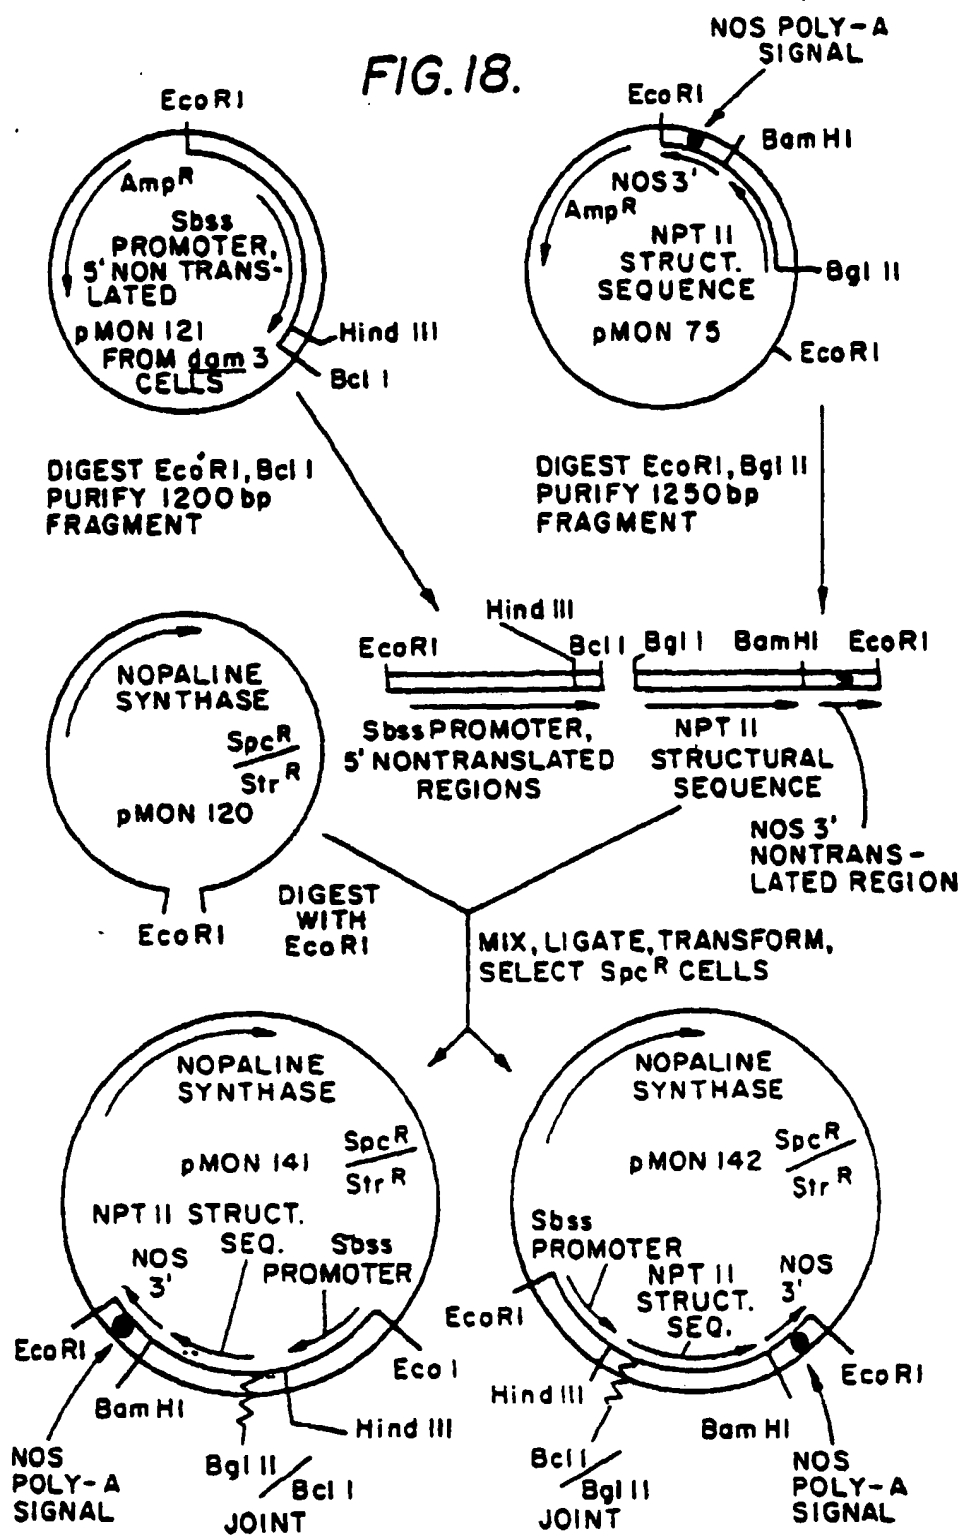 FIG. 18.
EcoRI
AmpR
Sbss
PROMOTER,
5' NON TRANS-
LATED
pMON 121
FROM dam 3
CELLS
Hind III
Bcl I
NOS POLY-A
SIGNAL
EcoRI
BamHI
NOS 3'
AmpR
NPT II
STRUCT.
SEQUENCE
pMON 75
Bgl II
EcoRI
DIGEST EcoRI, Bcl I
PURIFY 1200bp
FRAGMENT
DIGEST EcoRI, Bgl II
PURIFY 1250bp
FRAGMENT
Hind III
EcoRI
Bcl I
Bgl I
BamHI
EcoRI
Sbss PROMOTER,
5' NONTRANSLATED
REGIONS
NPT II
STRUCTURAL
SEQUENCE
NOS 3'
NONTRANS-
LATED REGION
NOPALINE
SYNTHASE
SpcR
StrR
pMON 120
EcoRI
DIGEST
WITH
EcoRI
MIX, LIGATE, TRANSFORM,
SELECT SpcR CELLS
NOPALINE
SYNTHASE
pMON 141
SpcR
StrR
NPT II STRUCT.
SEQ.
NOS
3'
Sbss
PROMOTER
EcoRI
BamHI
Eco I
Hind III
Bgl II
Bcl I
JOINT
NOS
POLY-A
SIGNAL
NOPALINE
SYNTHASE
pMON 142
SpcR
StrR
Sbss
PROMOTER
NPT II
STRUCT.
SEQ.
NOS
3'
EcoRI
Hind III
BamHI
EcoRI
Bcl I
Bgl II
JOINT
NOS
POLY-A
SIGNAL